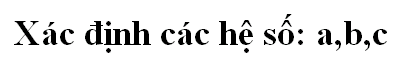 Xác định các hệ số: a,b,c